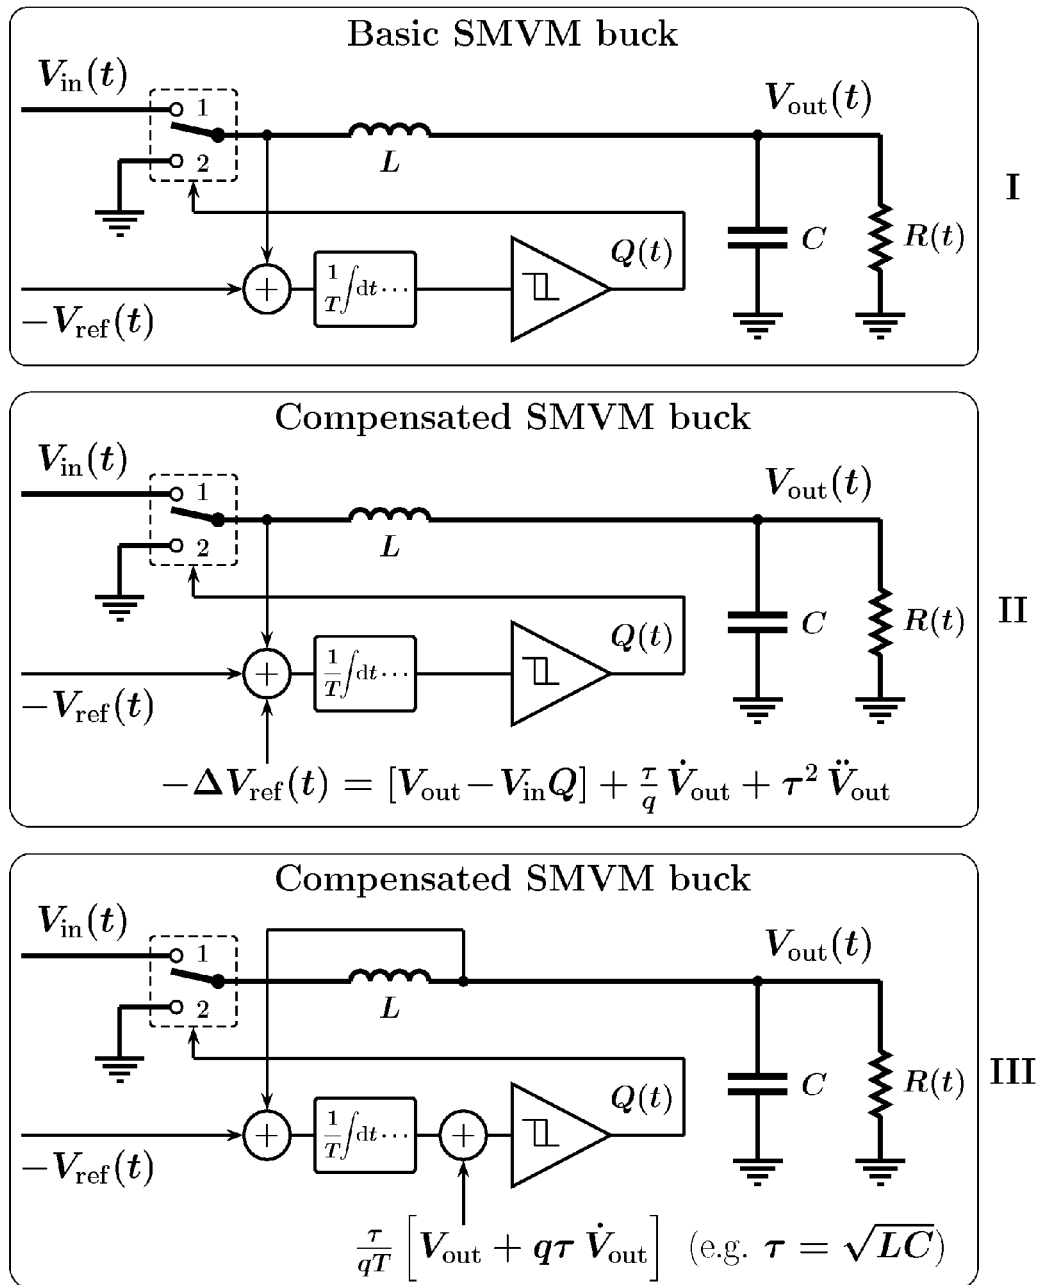 Basic SMVM buck
V_in(t)
1
V_out(t)
2
L
I
Q(t)
C
R(t)
1/T ∫dt···
+
−V_ref(t)
Compensated SMVM buck
V_in(t)
1
V_out(t)
2
L
II
Q(t)
C
R(t)
1/T ∫dt···
+
−V_ref(t)
−ΔV_ref(t) = [V_out − V_in Q] + τ/q V̇_out + τ² V̈_out
Compensated SMVM buck
V_in(t)
1
V_out(t)
2
L
III
Q(t)
C
R(t)
+
1/T ∫dt···
+
−V_ref(t)
τ/qT [V_out + qτ V̇_out] (e.g. τ = √LC)